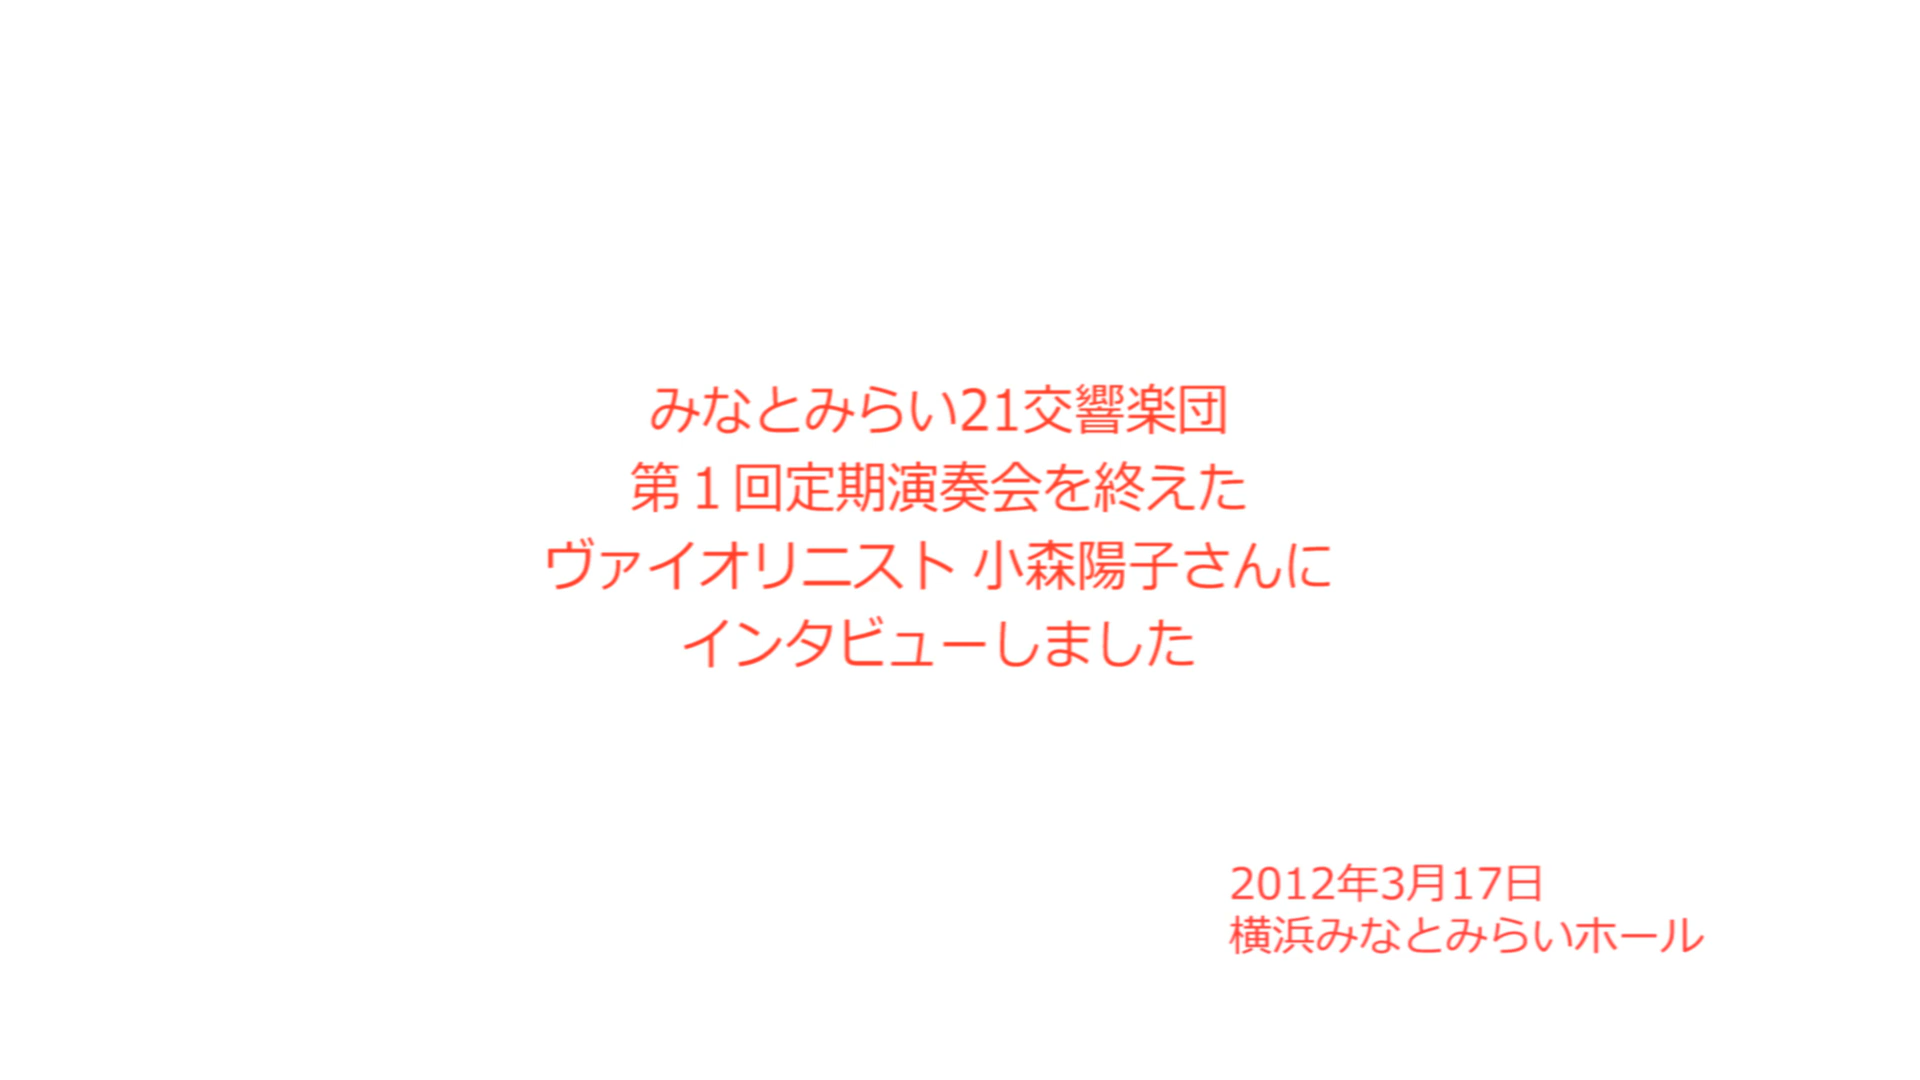 みなとみらい21交響楽団
第１回定期演奏会を終えた
ヴァイオリニスト 小森陽子さんに
インタビューしました
2012年3月17日
横浜みなとみらいホール